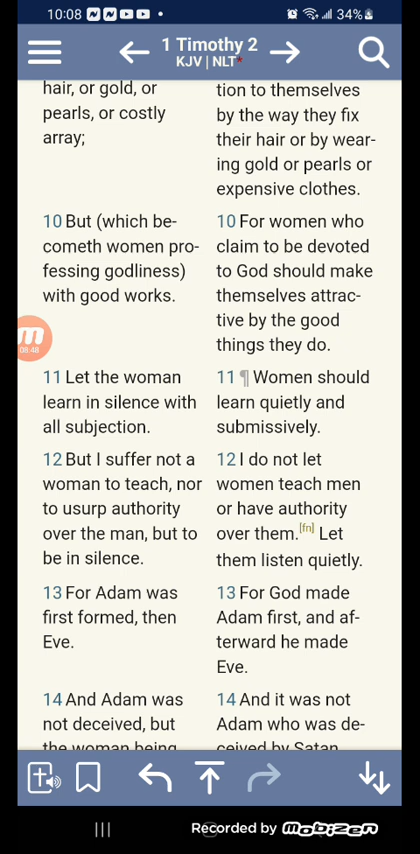 10:08 34%
1 Timothy 2
KJV | NLT*
hair, or gold, or
pearls, or costly
array;
tion to themselves
by the way they fix
their hair or by wear-
ing gold or pearls or
expensive clothes.
10 But (which be-
cometh women pro-
fessing godliness)
with good works.
10 For women who
claim to be devoted
to God should make
themselves attrac-
tive by the good
things they do.
08:48
11 Let the woman
learn in silence with
all subjection.
11 ¶ Women should
learn quietly and
submissively.
12 But I suffer not a
woman to teach, nor
to usurp authority
over the man, but to
be in silence.
12 I do not let
women teach men
or have authority
over them.[fn] Let
them listen quietly.
13 For Adam was
first formed, then
Eve.
13 For God made
Adam first, and af-
terward he made
Eve.
14 And Adam was
not deceived, but
the woman being
14 And it was not
Adam who was de-
ceived by Satan
Recorded by mobizen